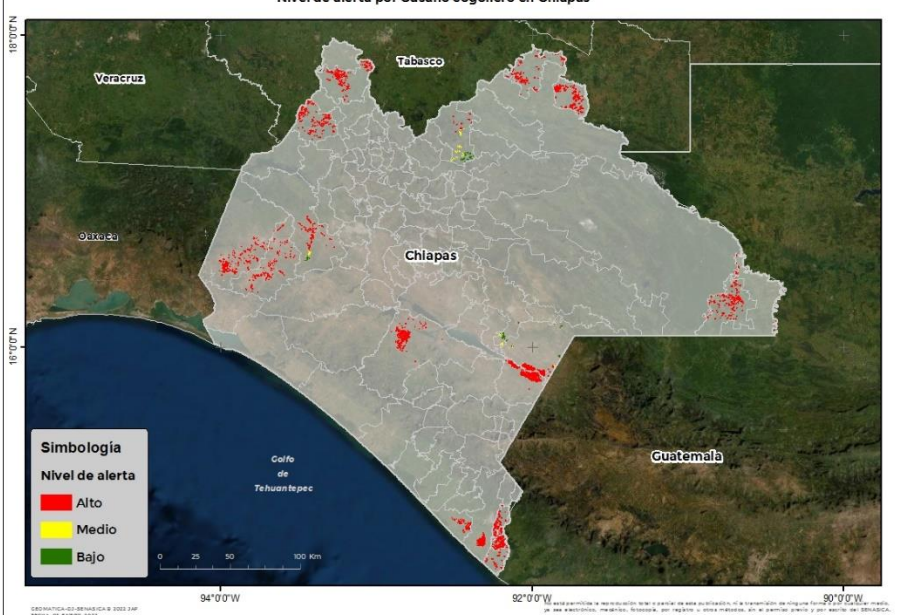 Nivel de alerta por Gusano cogollero en Chiapas
18°0'0"N
Veracruz
Tabasco
Oaxaca
Chiapas
16°0'0"N
Guatemala
Golfo
de
Tehuantepec
Simbología
Nivel de alerta
Alto
Medio
Bajo
0 25 50 100 Km
94°0'0"W
92°0'0"W
90°0'0"W